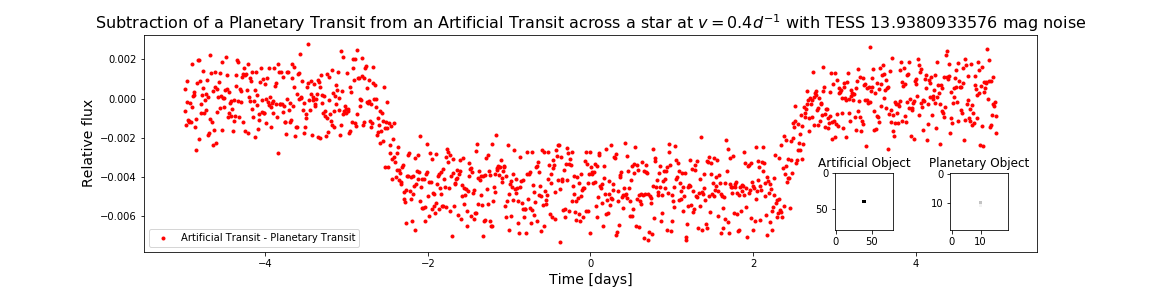 Subtraction of a Planetary Transit from an Artificial Transit across a star at v = 0.4d⁻¹ with TESS 13.9380933576 mag noise
Relative flux
0.002
0.000
−0.002
−0.004
−0.006
Artificial Object
0
50
0 50
Planetary Object
0
10
0 10
Artificial Transit - Planetary Transit
−4 −2 0 2 4
Time [days]